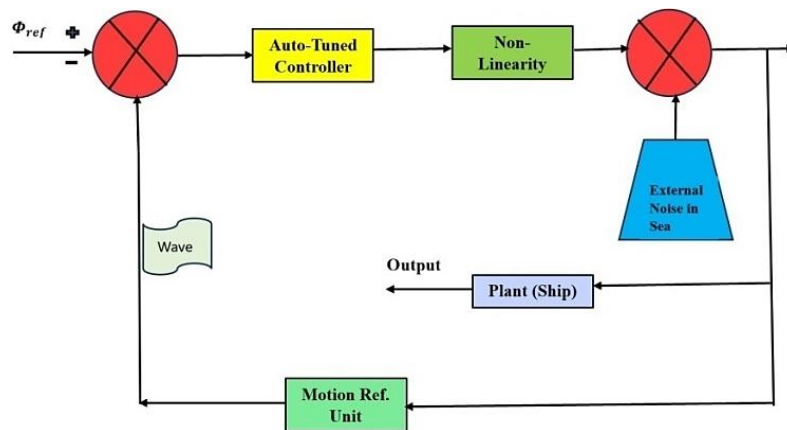 Φref + −
Auto-Tuned
Controller
Non-
Linearity
External
Noise in
Sea
Wave
Output
Plant (Ship)
Motion Ref.
Unit